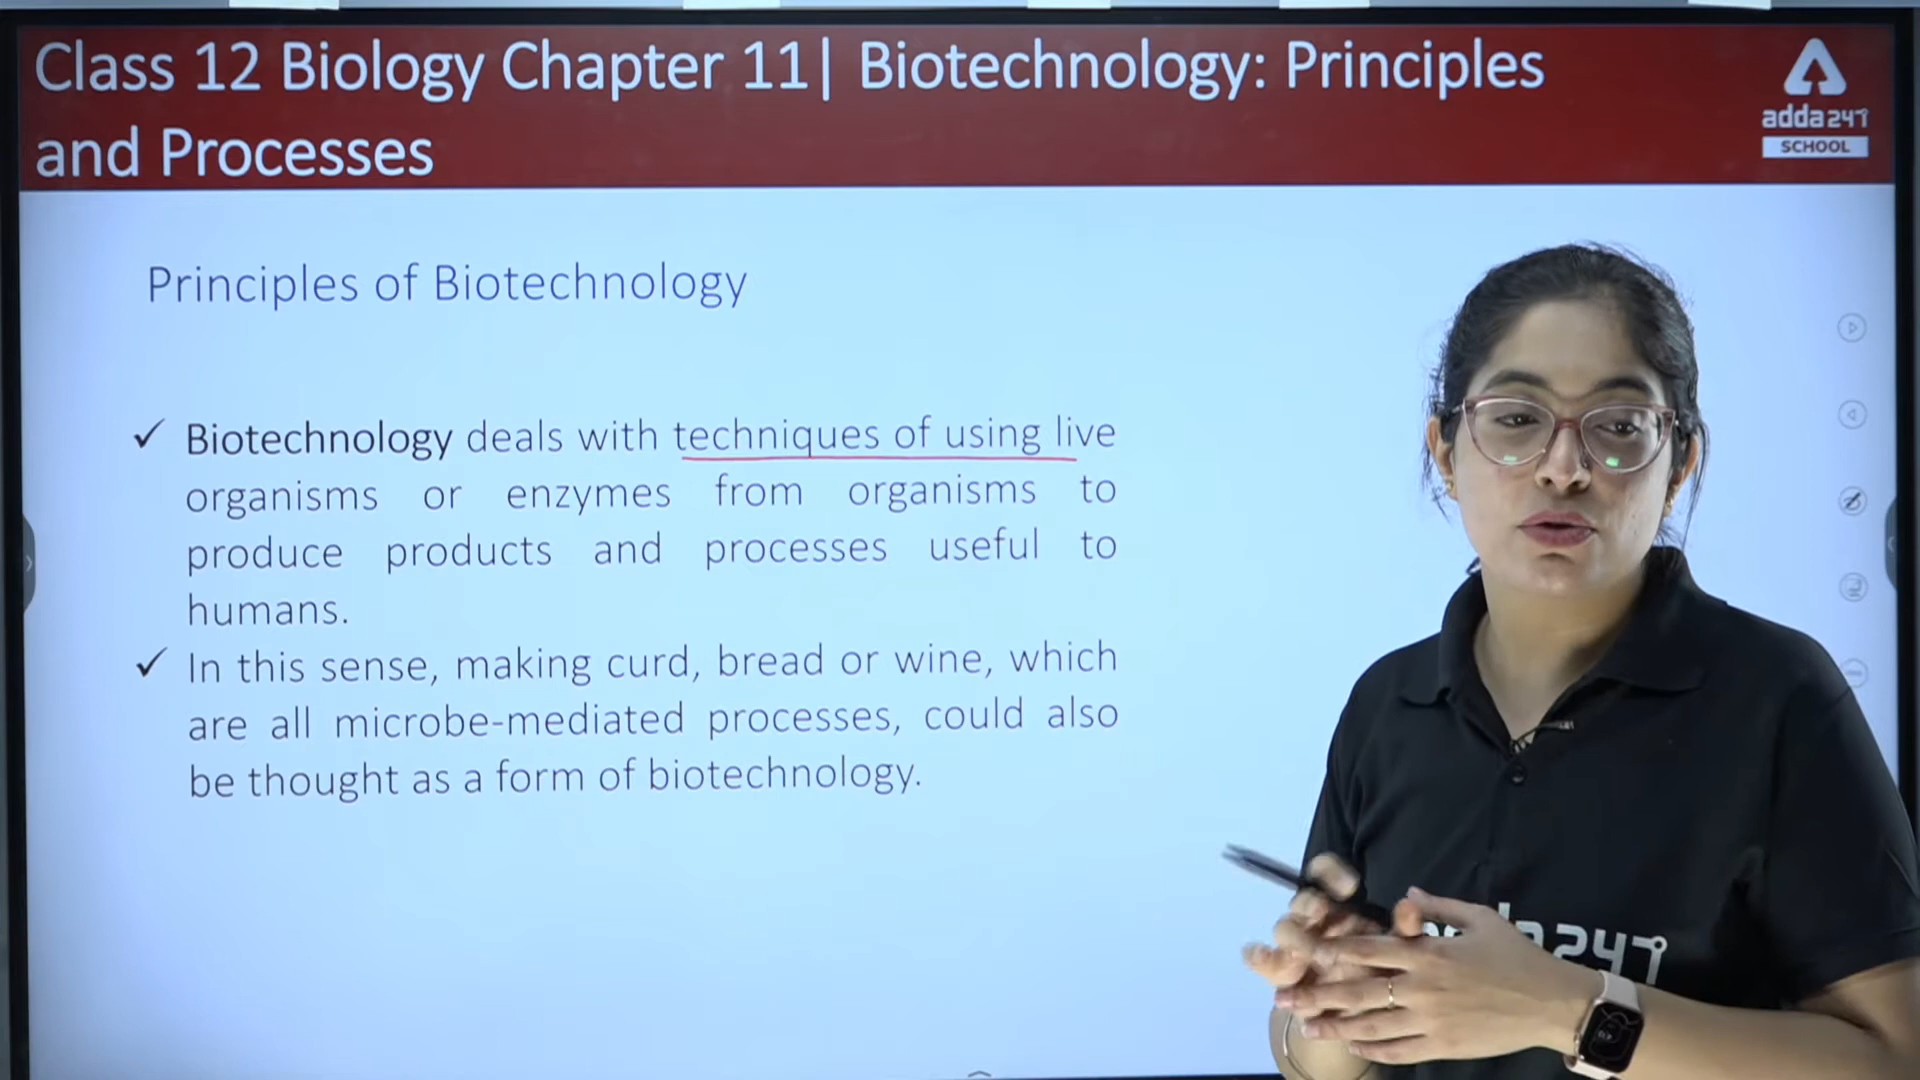 Class 12 Biology Chapter 11| Biotechnology: Principles
and Processes
adda247
SCHOOL
Principles of Biotechnology
✓ Biotechnology deals with techniques of using live
organisms or enzymes from organisms to
produce products and processes useful to
humans.
✓ In this sense, making curd, bread or wine, which
are all microbe-mediated processes, could also
be thought as a form of biotechnology.
247